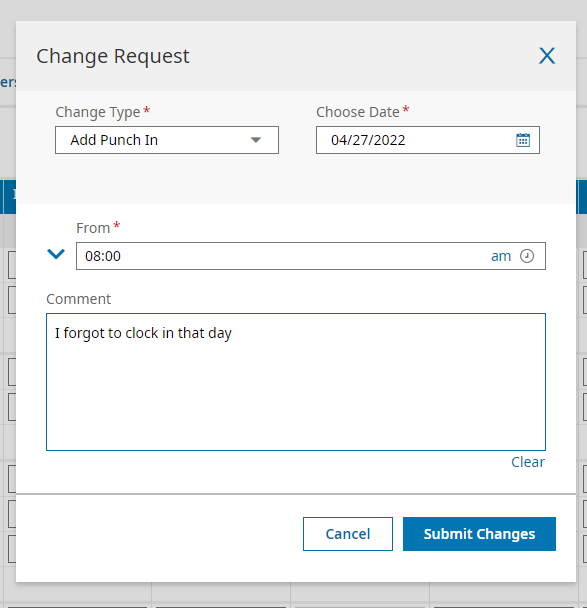 Change Request
X
Change Type *
Choose Date *
Add Punch In
04/27/2022
From *
08:00
am
Comment
I forgot to clock in that day
Clear
Cancel
Submit Changes